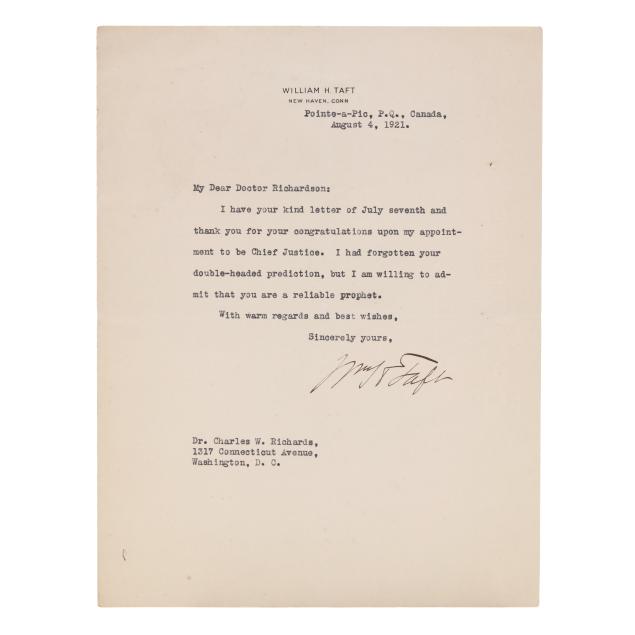 WILLIAM H. TAFT
NEW HAVEN, CONN
Pointe-a-Pic, P.Q., Canada,
August 4, 1921.
My Dear Doctor Richardson:
I have your kind letter of July seventh and
thank you for your congratulations upon my appoint-
ment to be Chief Justice. I had forgotten your
double-headed prediction, but I am willing to ad-
mit that you are a reliable prophet.
With warm regards and best wishes,
Sincerely yours,
Wm H Taft
Dr. Charles W. Richards,
1317 Connecticut Avenue,
Washington, D. C.